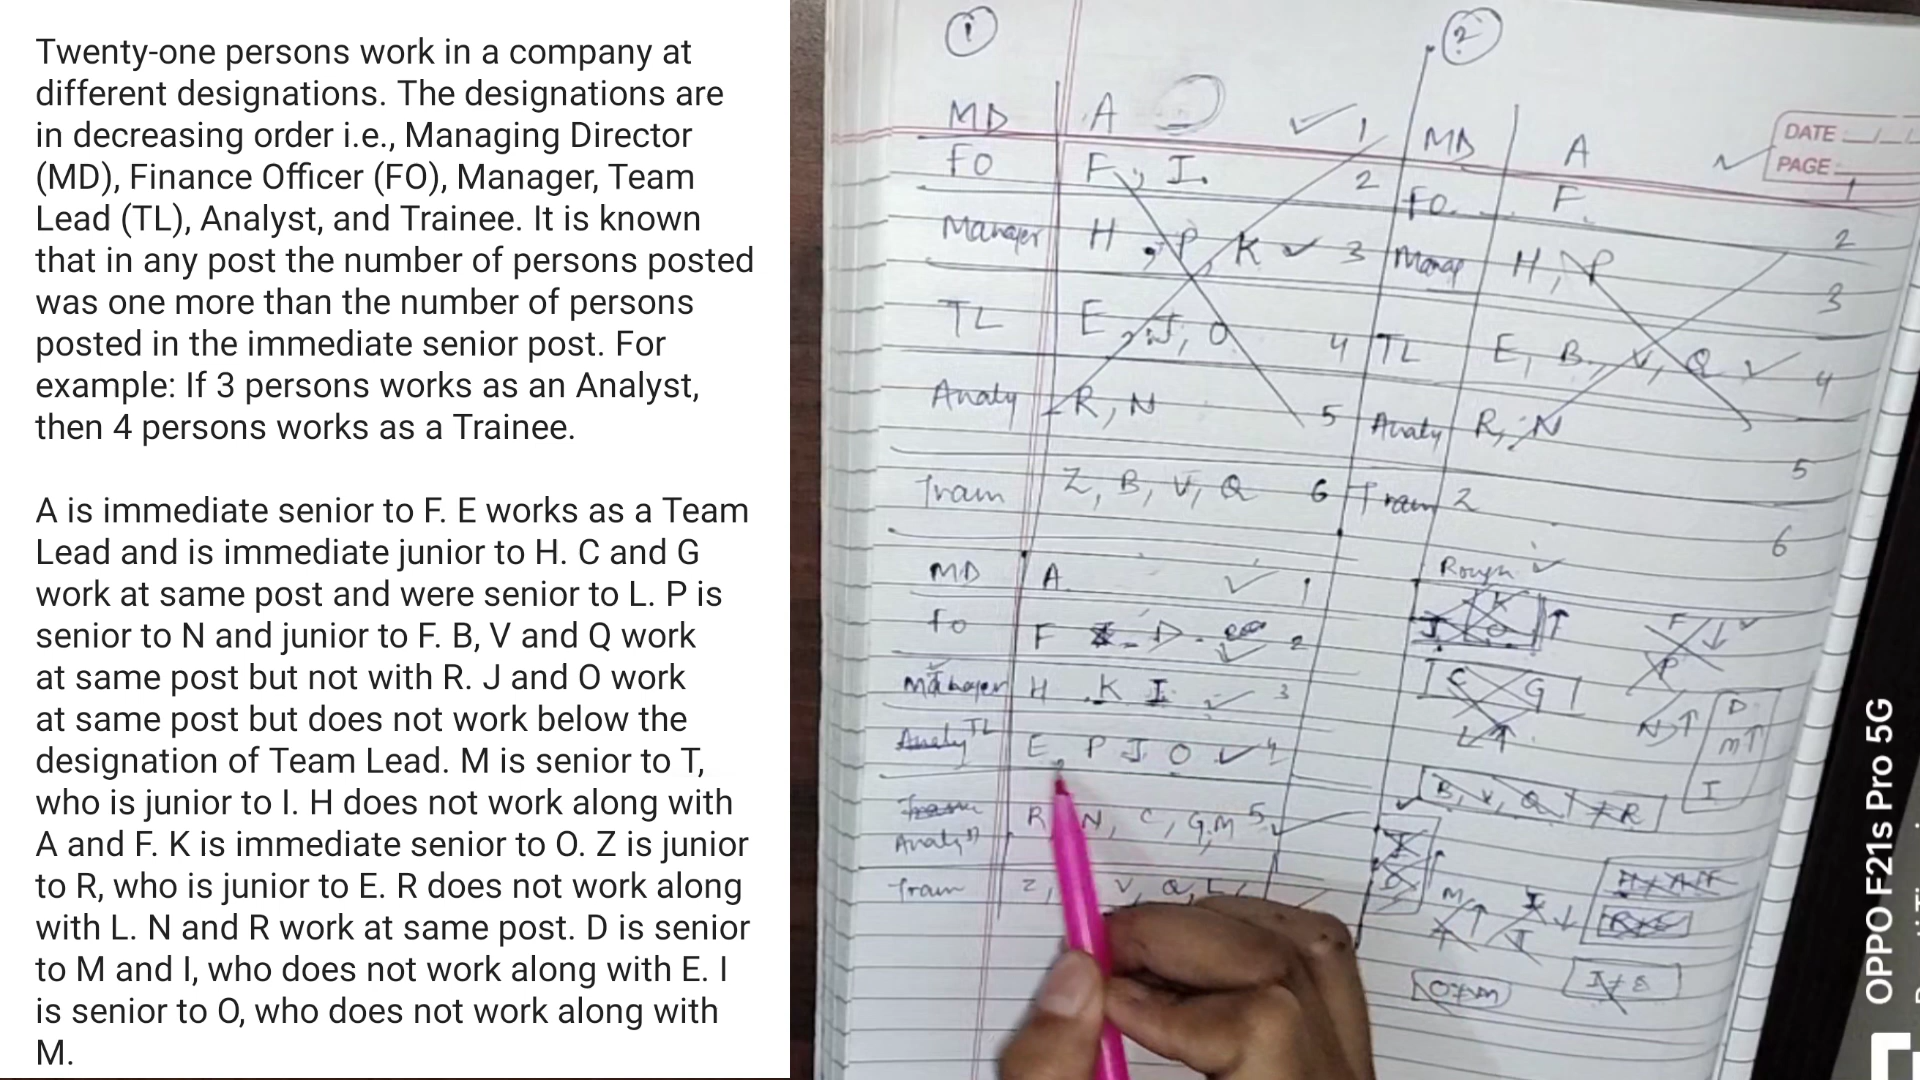 Twenty-one persons work in a company at
different designations. The designations are
in decreasing order i.e., Managing Director
(MD), Finance Officer (FO), Manager, Team
Lead (TL), Analyst, and Trainee. It is known
that in any post the number of persons posted
was one more than the number of persons
posted in the immediate senior post. For
example: If 3 persons works as an Analyst,
then 4 persons works as a Trainee.
A is immediate senior to F. E works as a Team
Lead and is immediate junior to H. C and G
work at same post and were senior to L. P is
senior to N and junior to F. B, V and Q work
at same post but not with R. J and O work
at same post but does not work below the
designation of Team Lead. M is senior to T,
who is junior to I. H does not work along with
A and F. K is immediate senior to O. Z is junior
to R, who is junior to E. R does not work along
with L. N and R work at same post. D is senior
to M and I, who does not work along with E. I
is senior to O, who does not work along with
M.
1
MD A 1
FO F, I. 2
Manager H, P, K 3
TL E, J, O 4
Analy R, N 5
Train Z, B, V, Q 6
2
DATE
PAGE
MD A 1
FO. F. 2
Manag H, P 3
TL E, B, V, Q 4
Analy R, N 5
Train Z 6
MD A. 1
FO F D 2
Manager H K I 3
TL E P J O 4
Analy R N, C, G, M 5
Train Z, V, Q, L
Rough
K
J O
C G
L
F
P
N
D
M
I
B, V, Q ≠ R
M I
O≠M
I≠E
OPPO F21s Pro 5G